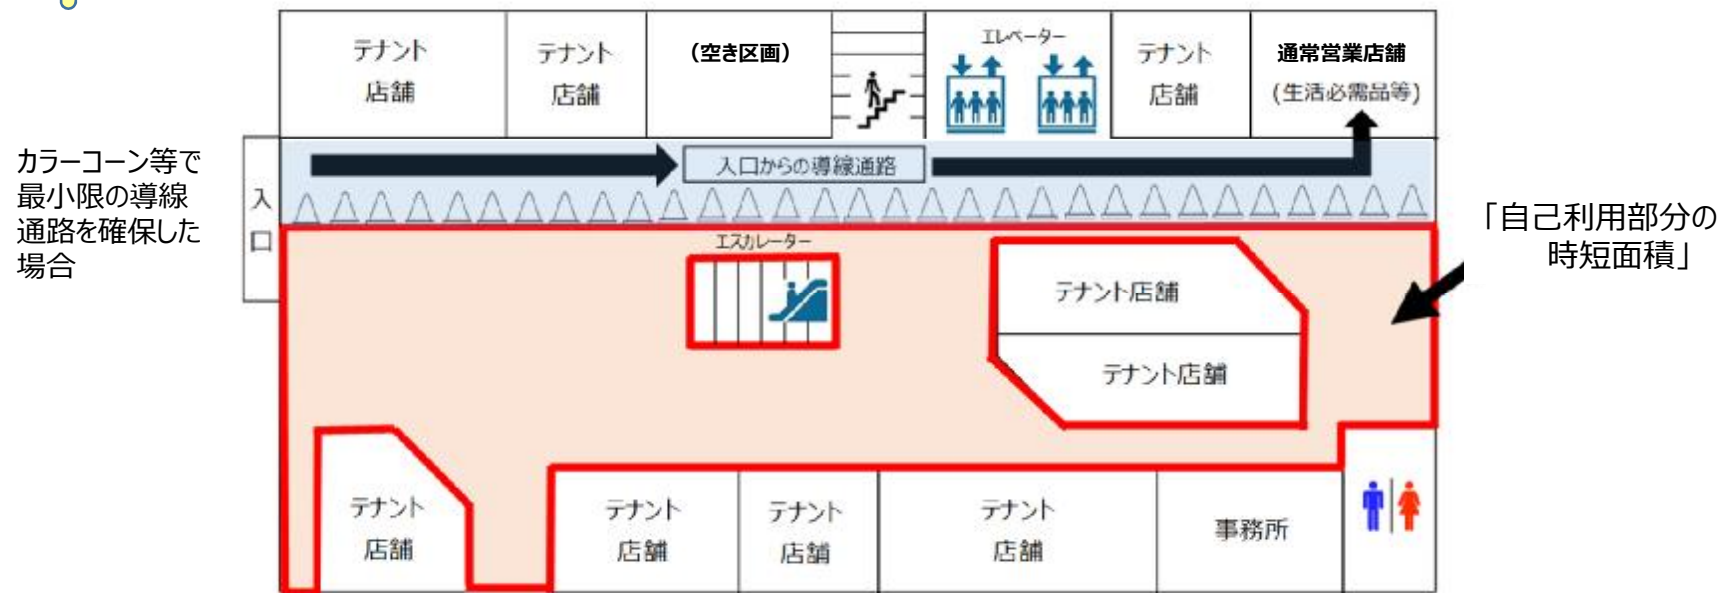 テナント
店舗
テナント
店舗
（空き区画）
エレベーター
テナント
店舗
通常営業店舗
(生活必需品等)
カラーコーン等で
最小限の導線
通路を確保した
場合
入
口
入口からの導線通路
「自己利用部分の
時短面積」
エスカレーター
テナント店舗
テナント店舗
テナント
店舗
テナント
店舗
テナント
店舗
テナント
店舗
事務所